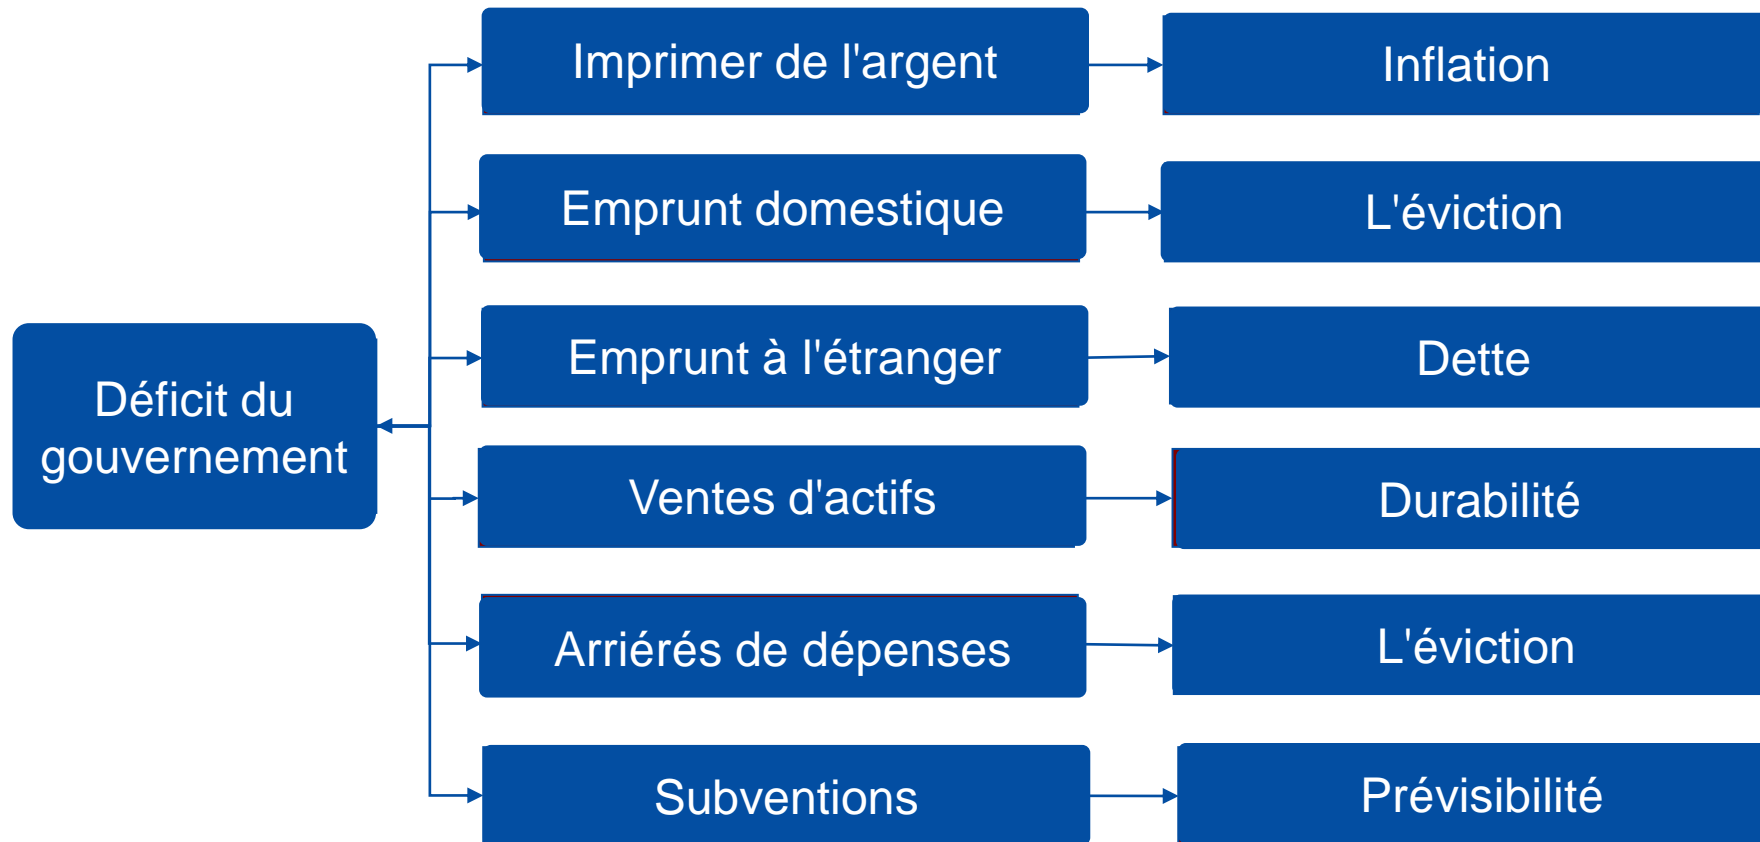 Imprimer de l'argent
Inflation
Emprunt domestique
L'éviction
Emprunt à l'étranger
Dette
Déficit du
gouvernement
Ventes d'actifs
Durabilité
Arriérés de dépenses
L'éviction
Subventions
Prévisibilité